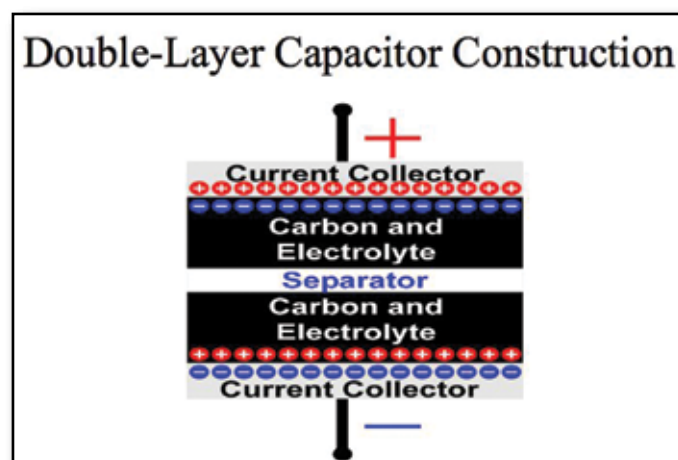 Double-Layer Capacitor Construction
+
Current Collector
+ + + + + + + + + + + + + + +
− − − − − − − − − − − − − − −
Carbon and
Electrolyte
Separator
Carbon and
Electrolyte
+ + + + + + + + + + + + + + +
− − − − − − − − − − − − − − −
Current Collector
−